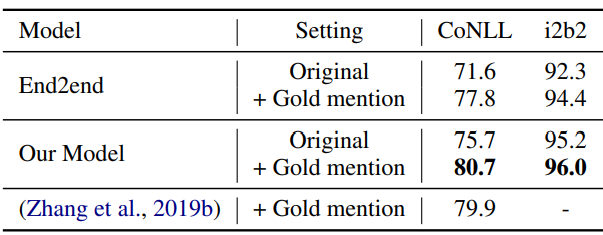 Model Setting CoNLL i2b2
End2end Original 71.6 92.3
+ Gold mention 77.8 94.4
Our Model Original 75.7 95.2
+ Gold mention 80.7 96.0
(Zhang et al., 2019b) + Gold mention 79.9 -